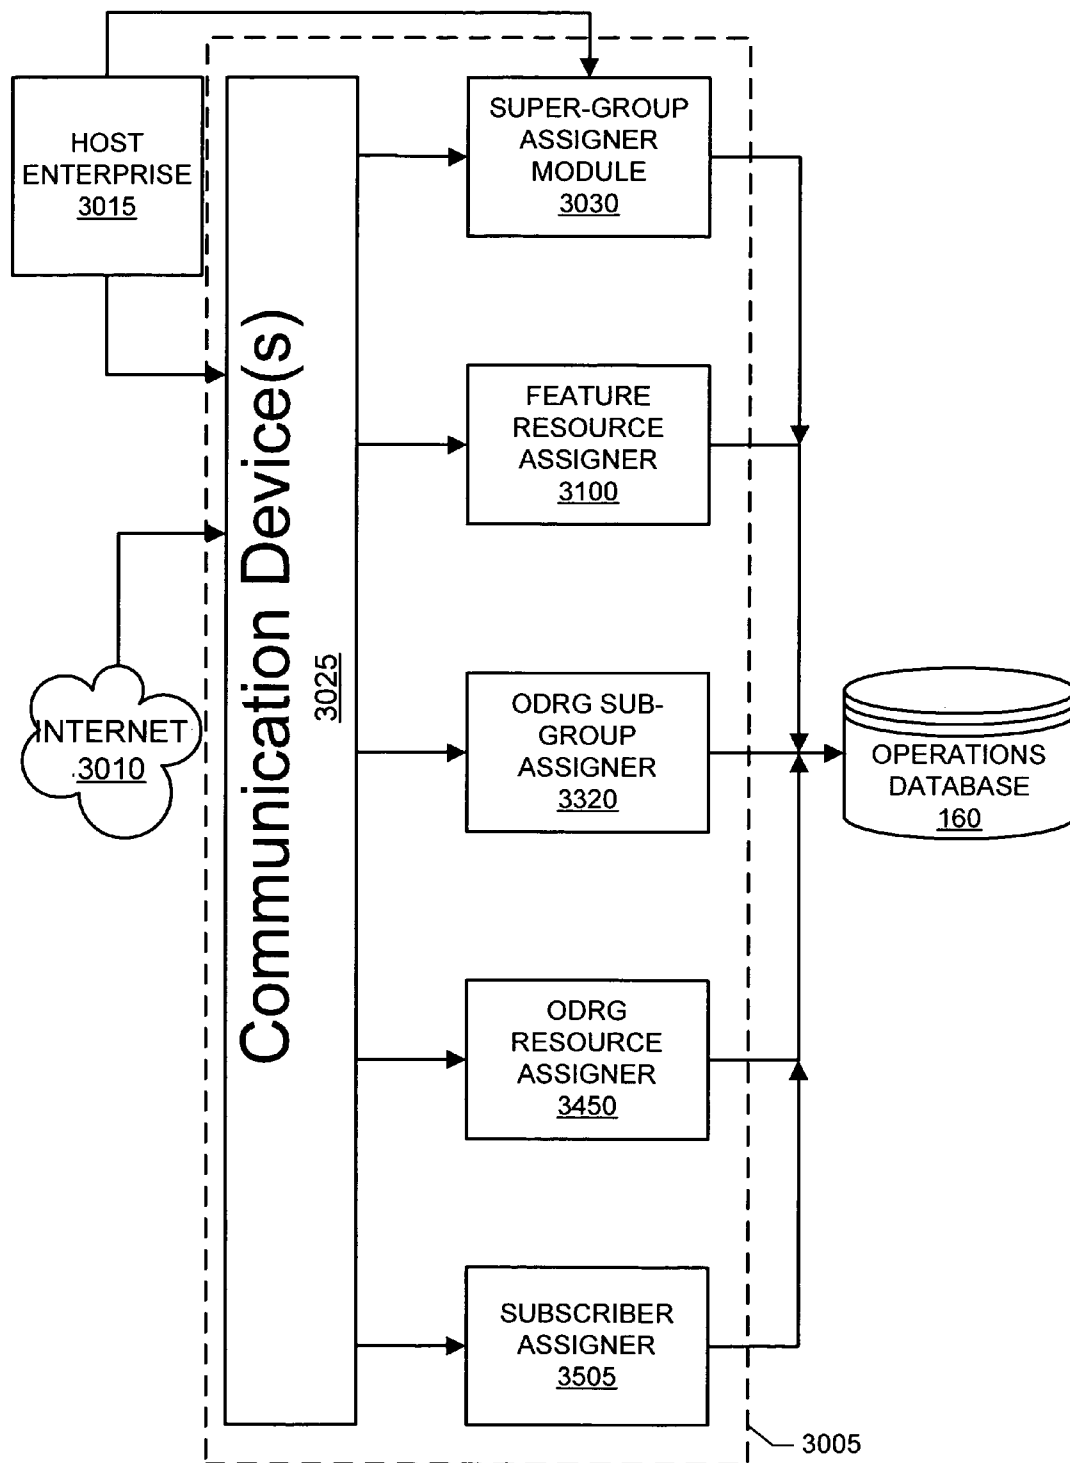 HOST
ENTERPRISE
3015
SUPER-GROUP
ASSIGNER
MODULE
3030
Communication Device(s)
3025
FEATURE
RESOURCE
ASSIGNER
3100
INTERNET
3010
ODRG SUB-
GROUP
ASSIGNER
3320
OPERATIONS
DATABASE
160
ODRG
RESOURCE
ASSIGNER
3450
SUBSCRIBER
ASSIGNER
3505
3005